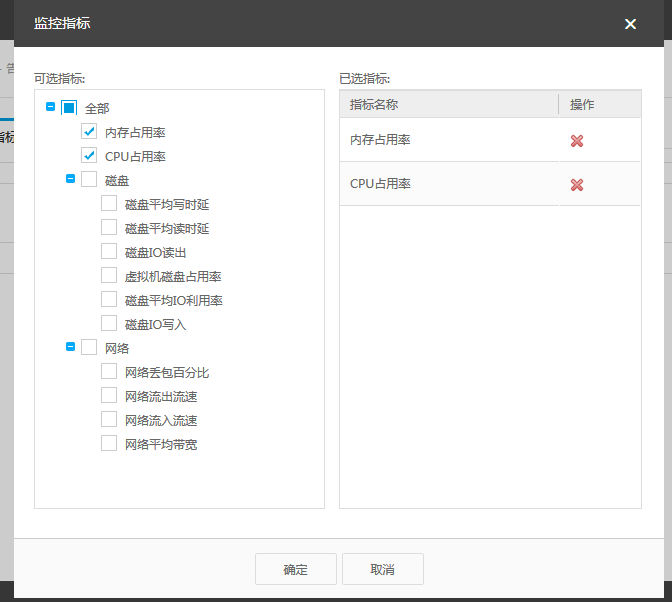 监控指标
告
指标
可选指标:
全部
内存占用率
CPU占用率
磁盘
磁盘平均写时延
磁盘平均读时延
磁盘IO读出
虚拟机磁盘占用率
磁盘平均IO利用率
磁盘IO写入
网络
网络丢包百分比
网络流出流速
网络流入流速
网络平均带宽
已选指标:
指标名称 操作
内存占用率
CPU占用率
确定 取消